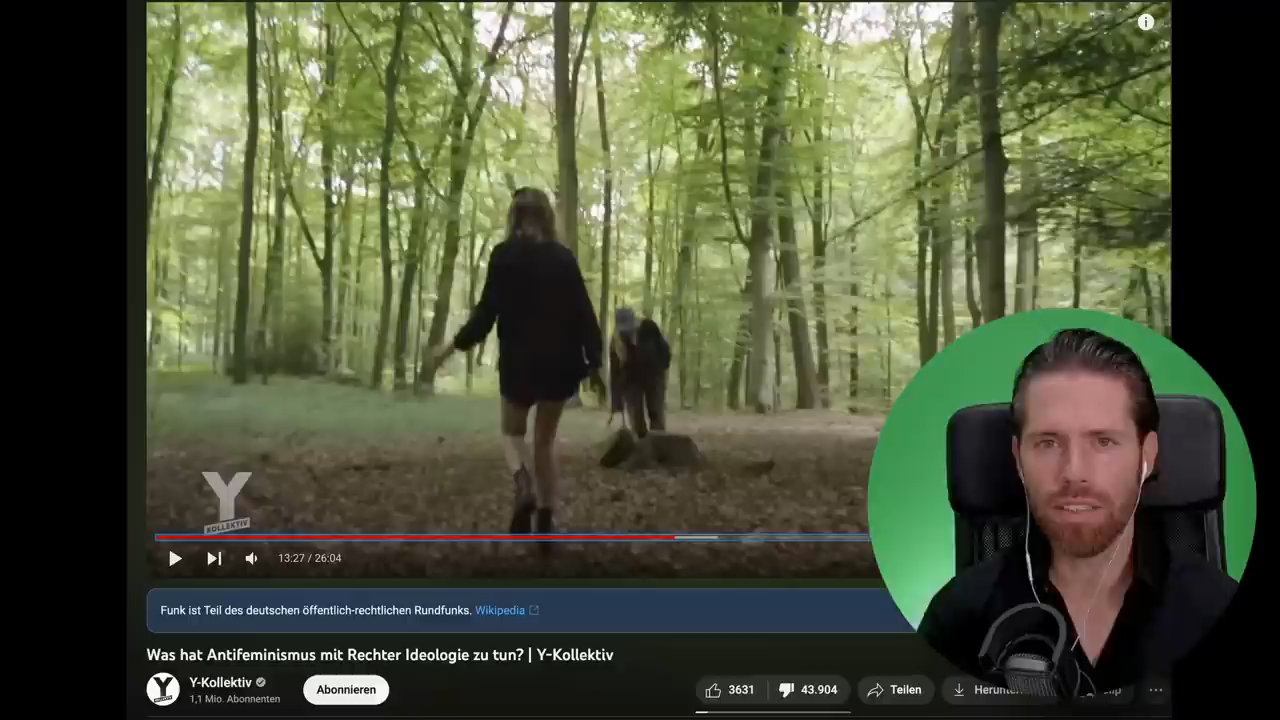 i
Y
KOLLEKTIV
13:27 / 26:04
Funk ist Teil des deutschen öffentlich-rechtlichen Rundfunks. Wikipedia
Was hat Antifeminismus mit Rechter Ideologie zu tun? | Y-Kollektiv
Y-Kollektiv
1,1 Mio. Abonnenten
Abonnieren
3631
43.904
Teilen